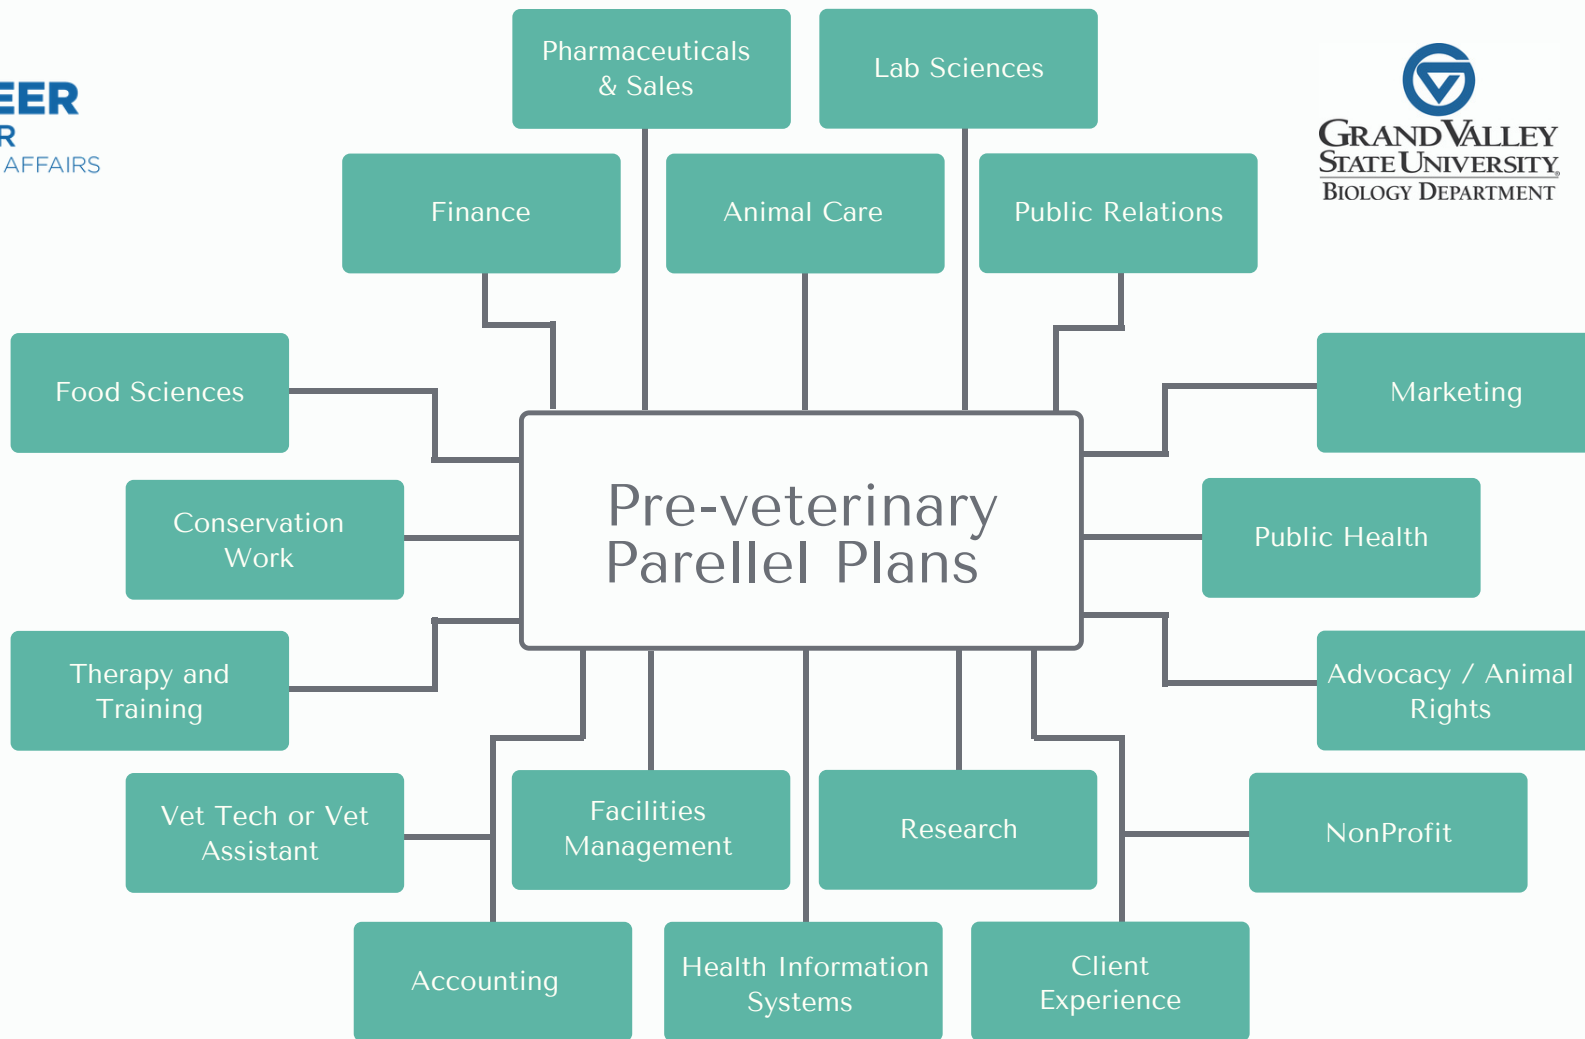 Pharmaceuticals
& Sales
Lab Sciences
EER
R
AFFAIRS
GRAND VALLEY
STATE UNIVERSITY®
BIOLOGY DEPARTMENT
Finance
Animal Care
Public Relations
Food Sciences
Marketing
Pre-veterinary
Parellel Plans
Conservation
Work
Public Health
Therapy and
Training
Advocacy / Animal
Rights
Vet Tech or Vet
Assistant
Facilities
Management
Research
NonProfit
Accounting
Health Information
Systems
Client
Experience